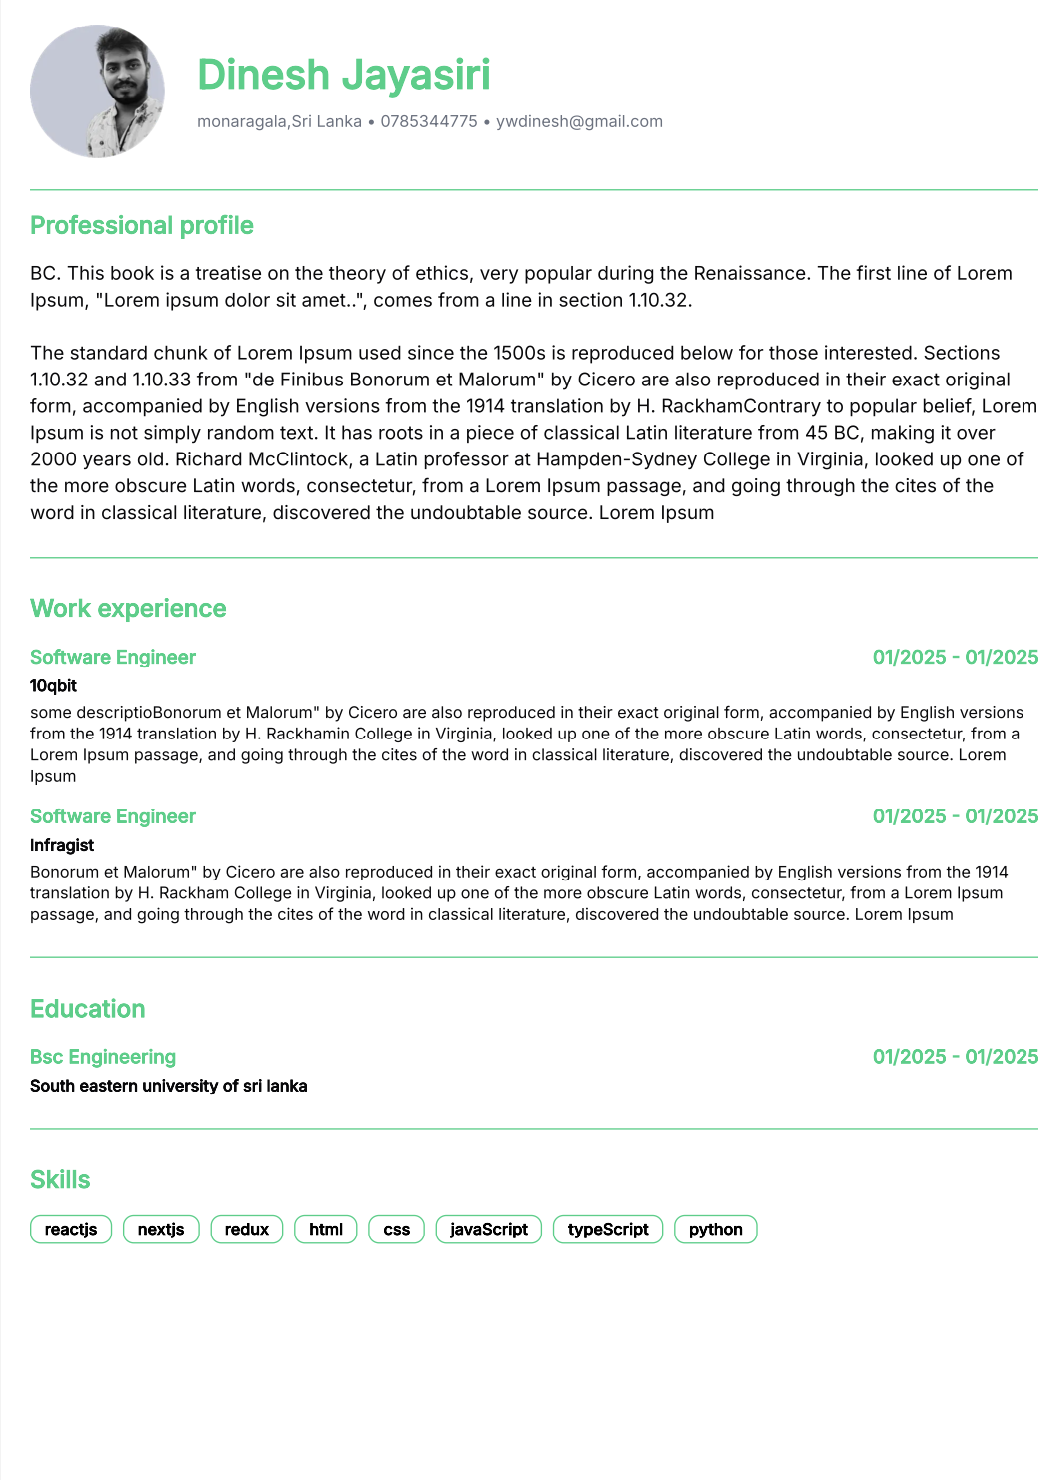 Dinesh Jayasiri
monaragala,Sri Lanka • 0785344775 • ywdinesh@gmail.com
Professional profile
BC. This book is a treatise on the theory of ethics, very popular during the Renaissance. The first line of Lorem
Ipsum, "Lorem ipsum dolor sit amet..", comes from a line in section 1.10.32.
The standard chunk of Lorem Ipsum used since the 1500s is reproduced below for those interested. Sections
1.10.32 and 1.10.33 from "de Finibus Bonorum et Malorum" by Cicero are also reproduced in their exact original
form, accompanied by English versions from the 1914 translation by H. RackhamContrary to popular belief, Lorem
Ipsum is not simply random text. It has roots in a piece of classical Latin literature from 45 BC, making it over
2000 years old. Richard McClintock, a Latin professor at Hampden-Sydney College in Virginia, looked up one of
the more obscure Latin words, consectetur, from a Lorem Ipsum passage, and going through the cites of the
word in classical literature, discovered the undoubtable source. Lorem Ipsum
Work experience
Software Engineer 01/2025 - 01/2025
10qbit
some descriptioBonorum et Malorum" by Cicero are also reproduced in their exact original form, accompanied by English versions
from the 1914 translation by H. Rackhamin College in Virginia, looked up one of the more obscure Latin words, consectetur, from a
Lorem Ipsum passage, and going through the cites of the word in classical literature, discovered the undoubtable source. Lorem
Ipsum
Software Engineer 01/2025 - 01/2025
Infragist
Bonorum et Malorum" by Cicero are also reproduced in their exact original form, accompanied by English versions from the 1914
translation by H. Rackham College in Virginia, looked up one of the more obscure Latin words, consectetur, from a Lorem Ipsum
passage, and going through the cites of the word in classical literature, discovered the undoubtable source. Lorem Ipsum
Education
Bsc Engineering 01/2025 - 01/2025
South eastern university of sri lanka
Skills
reactjs nextjs redux html css javaScript typeScript python